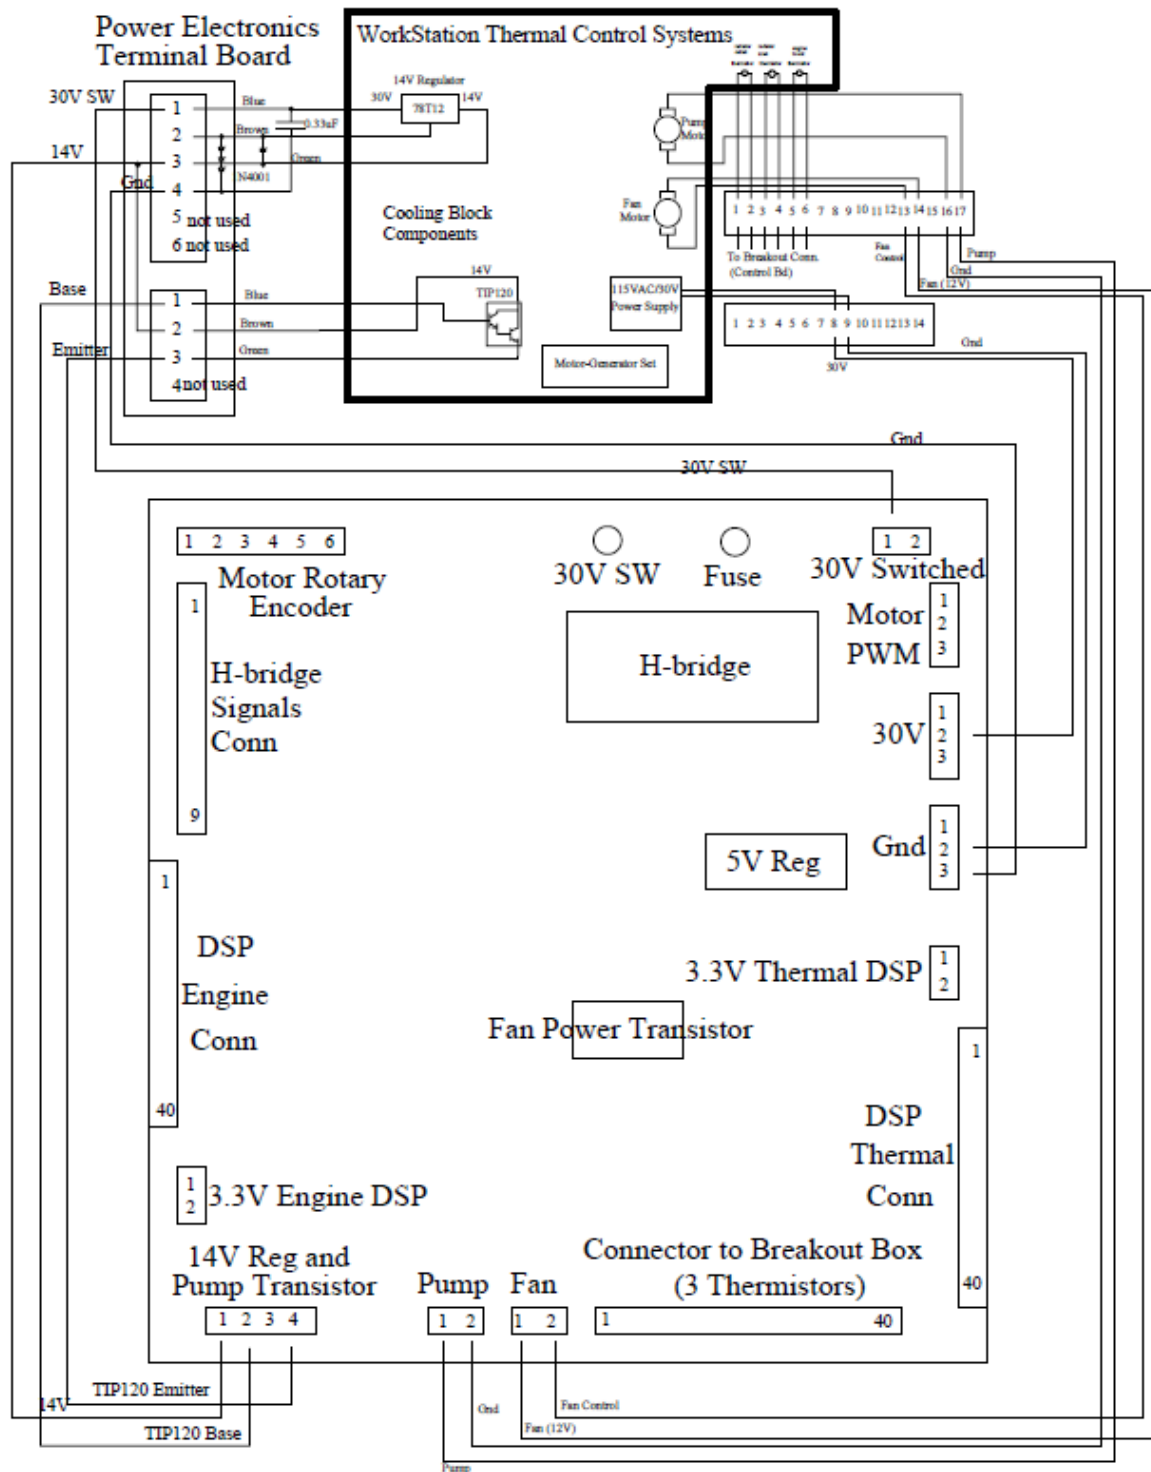 Power Electronics
Terminal Board
WorkStation Thermal Control Systems
30V SW
14V
Gnd
1
2
3
4
5 not used
6 not used
Blue
Brown
Green
0.33uF
N4001
14V Regulator
30V
78T12
14V
Cooling Block
Components
Pump
Motor
Fan
Motor
1 2 3 4 5 6 7 8 9 10 11 12 13 14 15 16 17
To Breakout Conn.
(Control Bd)
Fan
Control
Pump
Gnd
Fan (12V)
Base
Emitter
1
2
3
4 not used
Blue
Brown
Green
14V
TIP120
115VAC/30V
Power Supply
Motor-Generator Set
1 2 3 4 5 6 7 8 9 10 11 12 13 14
Gnd
30V
Gnd
30V SW
1 2 3 4 5 6
Motor Rotary
Encoder
30V SW
Fuse
1 2
30V Switched
1
H-bridge
Signals
Conn
9
H-bridge
Motor
PWM
1
2
3
30V
1
2
3
5V Reg
Gnd
1
2
3
1
DSP
Engine
Conn
40
3.3V Thermal DSP
1
2
Fan Power Transistor
1
DSP
Thermal
Conn
40
1
2
3.3V Engine DSP
14V Reg and
Pump Transistor
1 2 3 4
Pump
1 2
Fan
1 2
Connector to Breakout Box
(3 Thermistors)
1 40
TIP120 Emitter
14V
TIP120 Base
Gnd
Fan Control
Fan (12V)
Pump